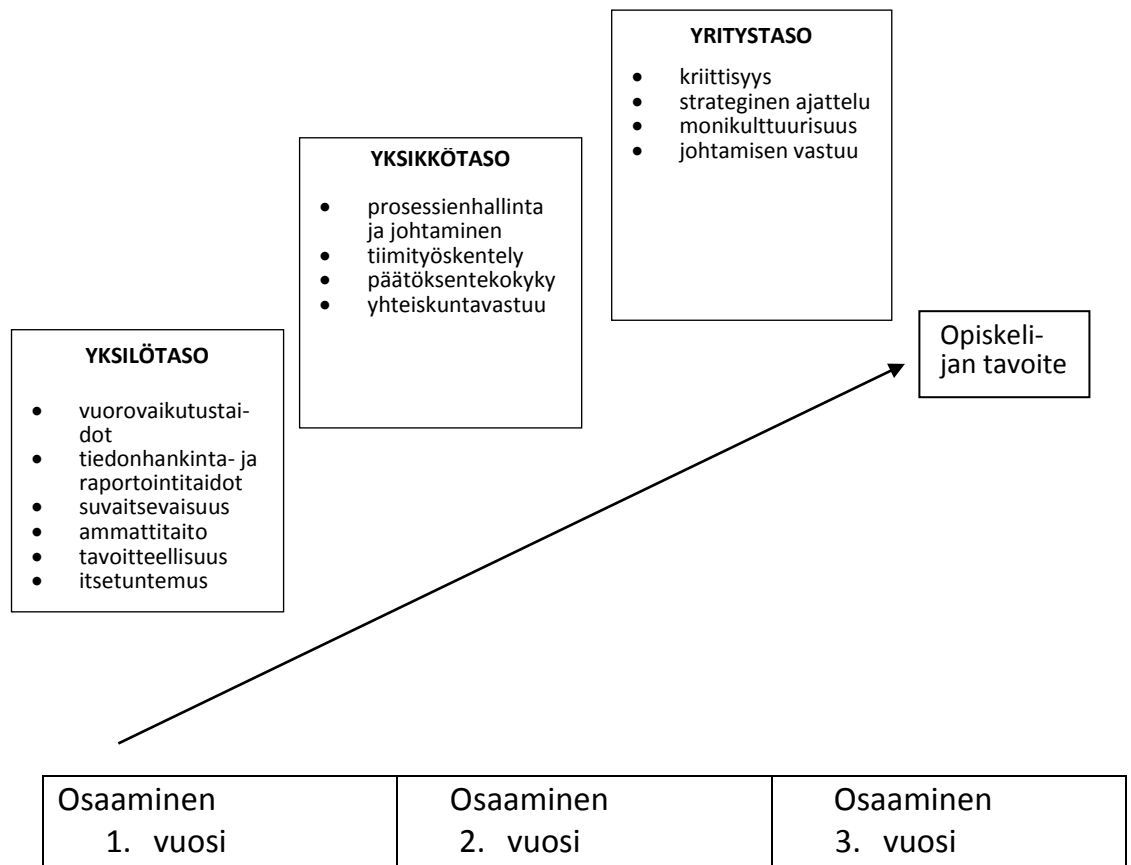 YRITYSTASO
• kriittisyys
• strateginen ajattelu
• monikulttuurisuus
• johtamisen vastuu
YKSIKKÖTASO
• prosessienhallinta
ja johtaminen
• tiimityöskentely
• päätöksentekokyky
• yhteiskuntavastuu
YKSILÖTASO
• vuorovaikutustai-
dot
• tiedonhankinta- ja
raportointitaidot
• suvaitsevaisuus
• ammattitaito
• tavoitteellisuus
• itsetuntemus
Opiskeli-
jan tavoite
Osaaminen
1. vuosi
Osaaminen
2. vuosi
Osaaminen
3. vuosi